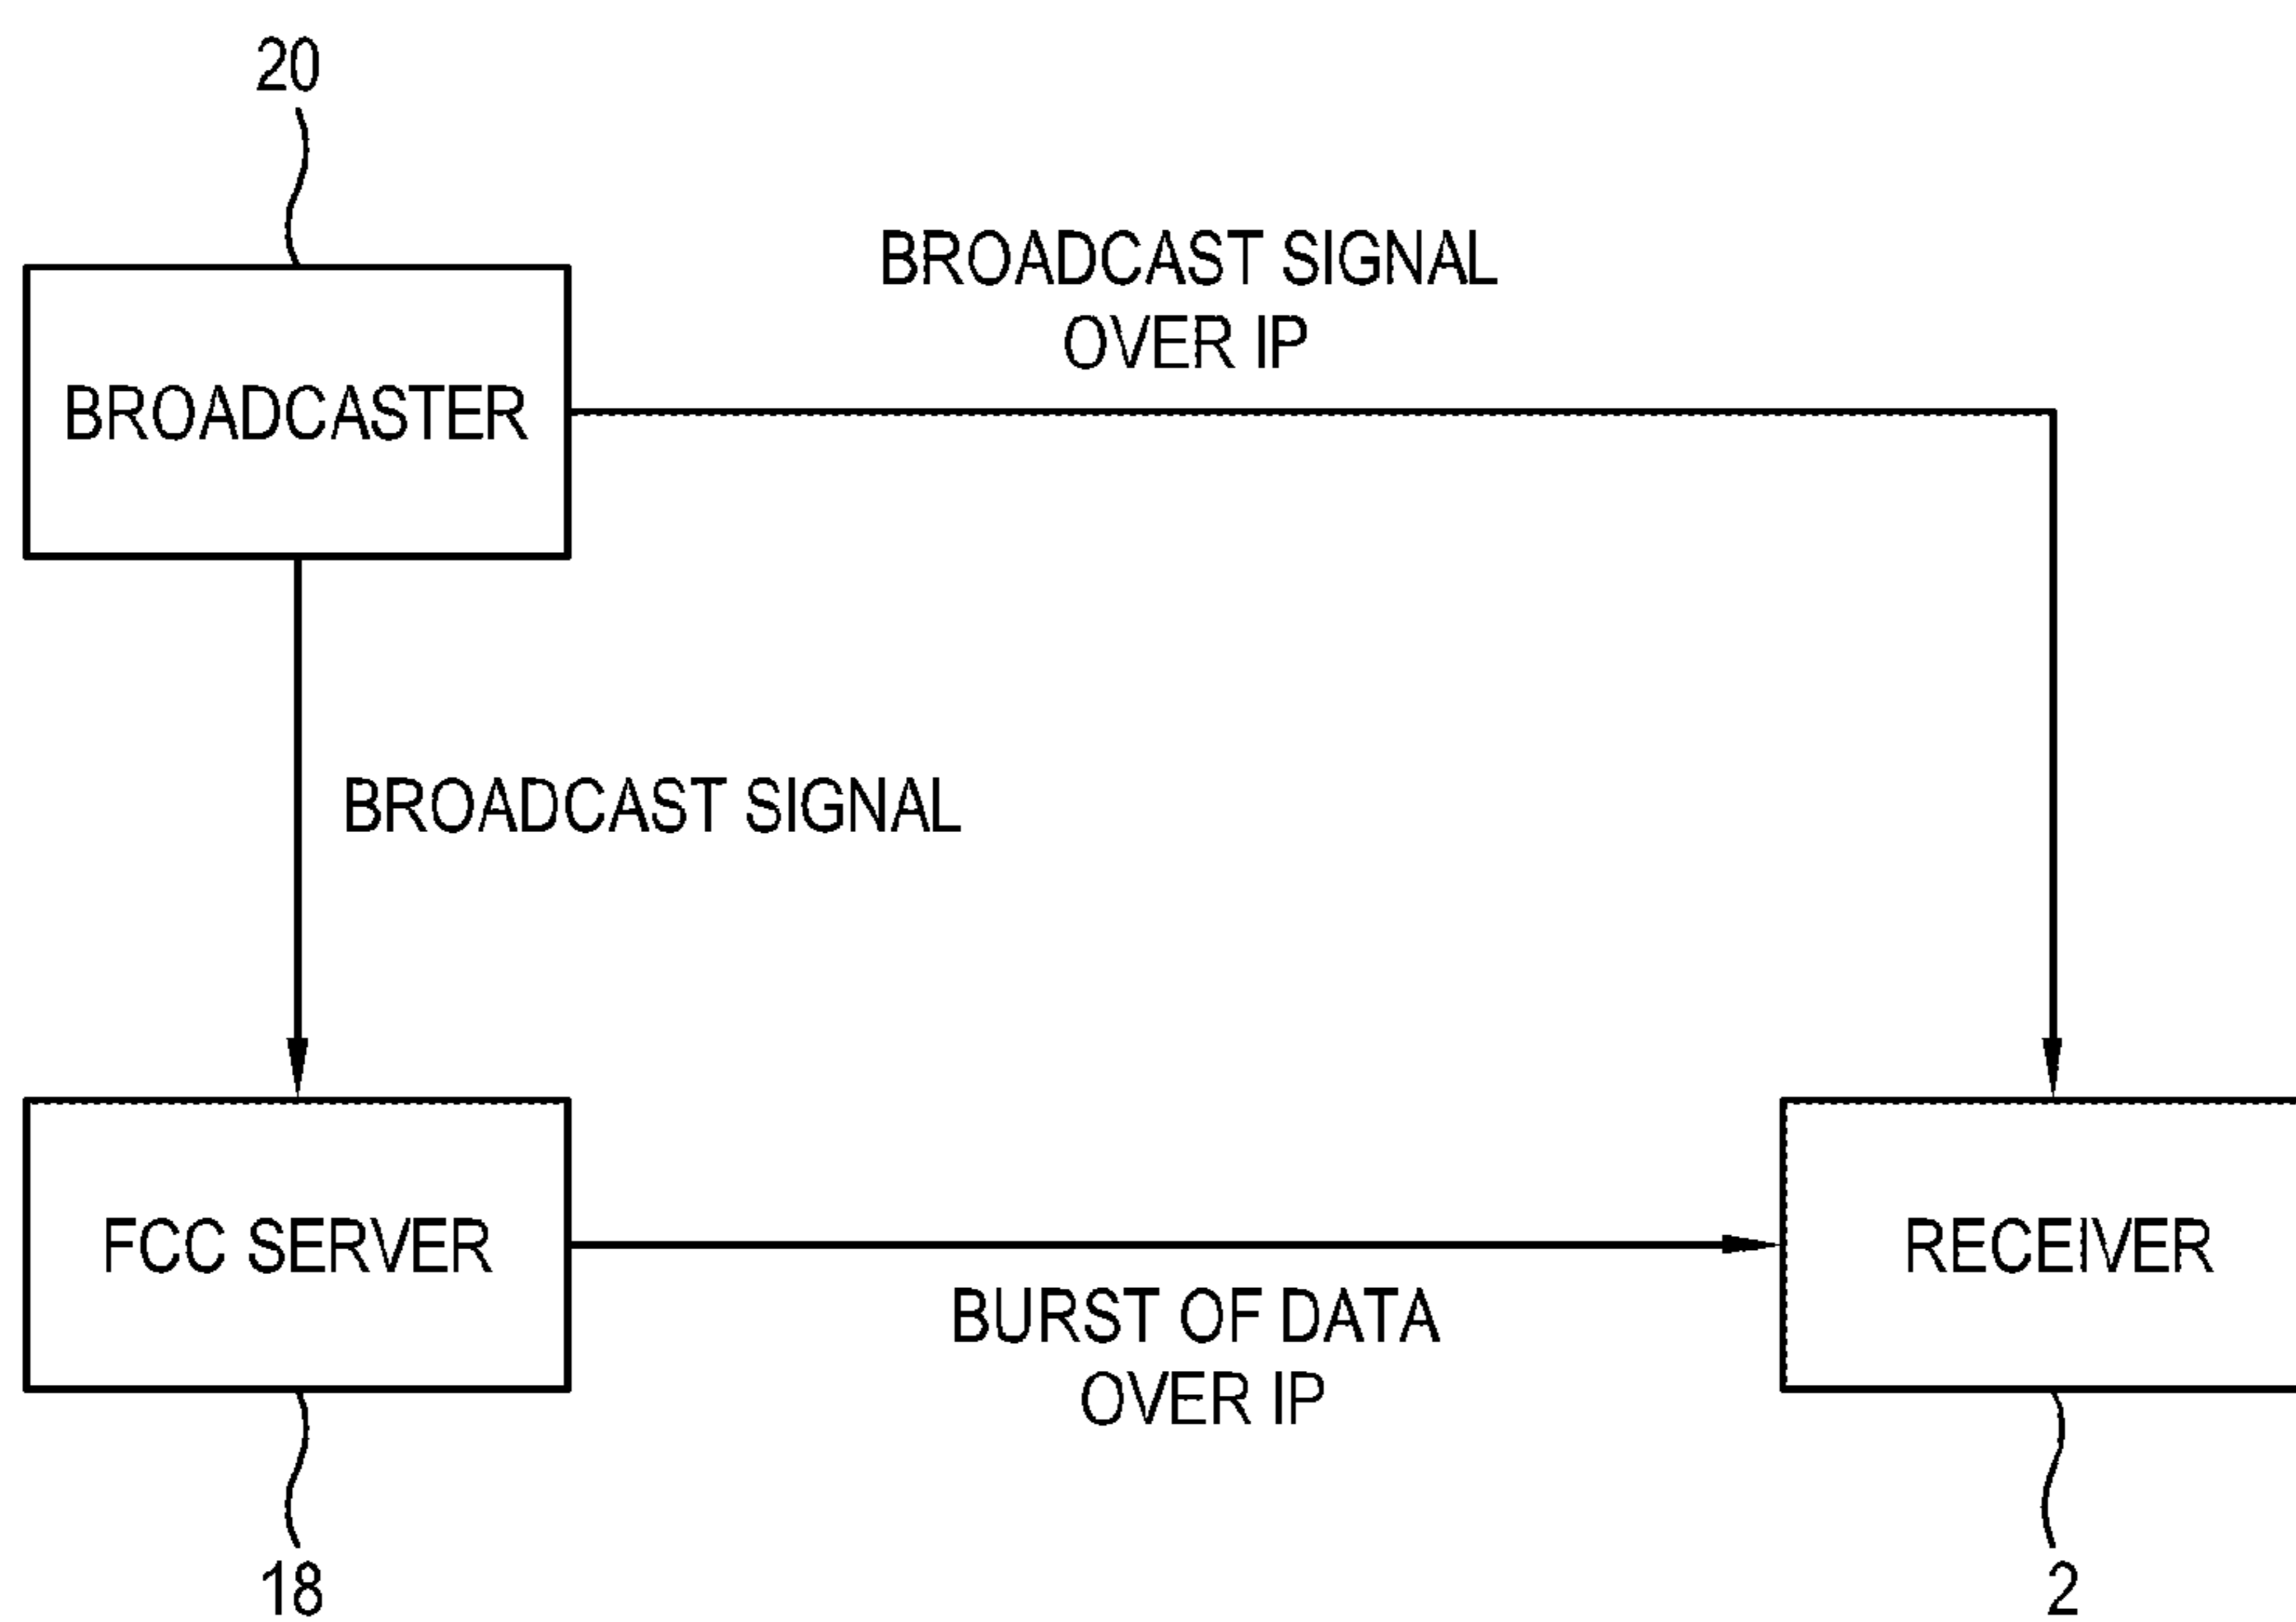 20
BROADCAST SIGNAL
OVER IP
BROADCASTER
BROADCAST SIGNAL
FCC SERVER
RECEIVER
BURST OF DATA
OVER IP
18
2